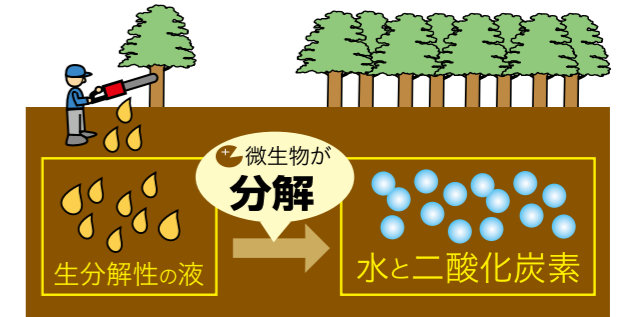 微生物が
分解
生分解性の液
水と二酸化炭素